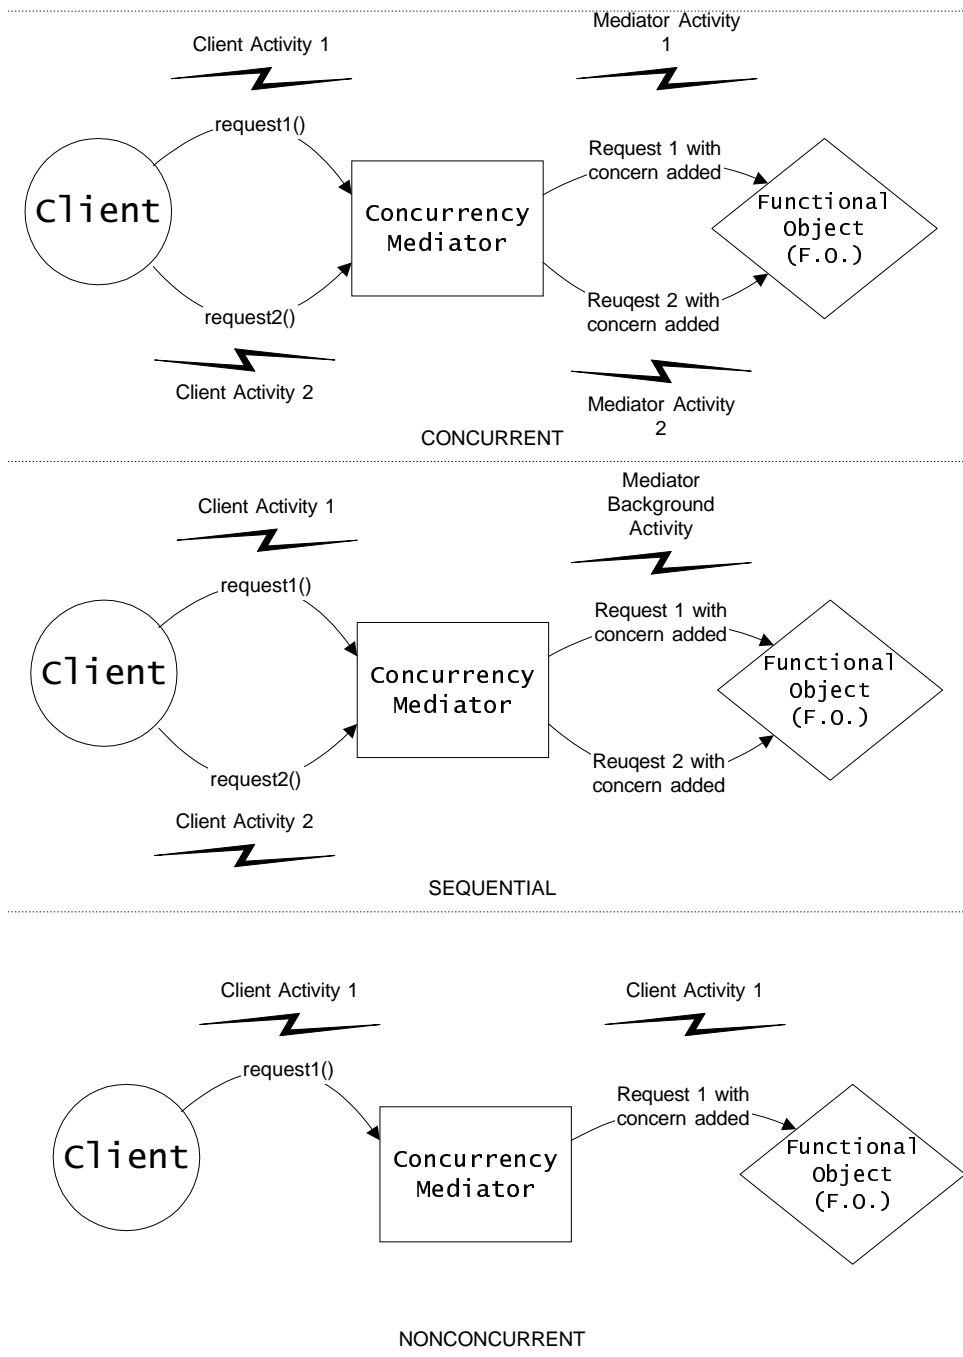 Client Activity 1
Mediator Activity
1
request1()
Request 1 with
concern added
Client
Concurrency
Mediator
Functional
Object
(F.O.)
request2()
Reuqest 2 with
concern added
Client Activity 2
Mediator Activity
2
CONCURRENT
Client Activity 1
Mediator
Background
Activity
request1()
Request 1 with
concern added
Client
Concurrency
Mediator
Functional
Object
(F.O.)
request2()
Reuqest 2 with
concern added
Client Activity 2
SEQUENTIAL
Client Activity 1
Client Activity 1
request1()
Request 1 with
concern added
Client
Concurrency
Mediator
Functional
Object
(F.O.)
NONCONCURRENT